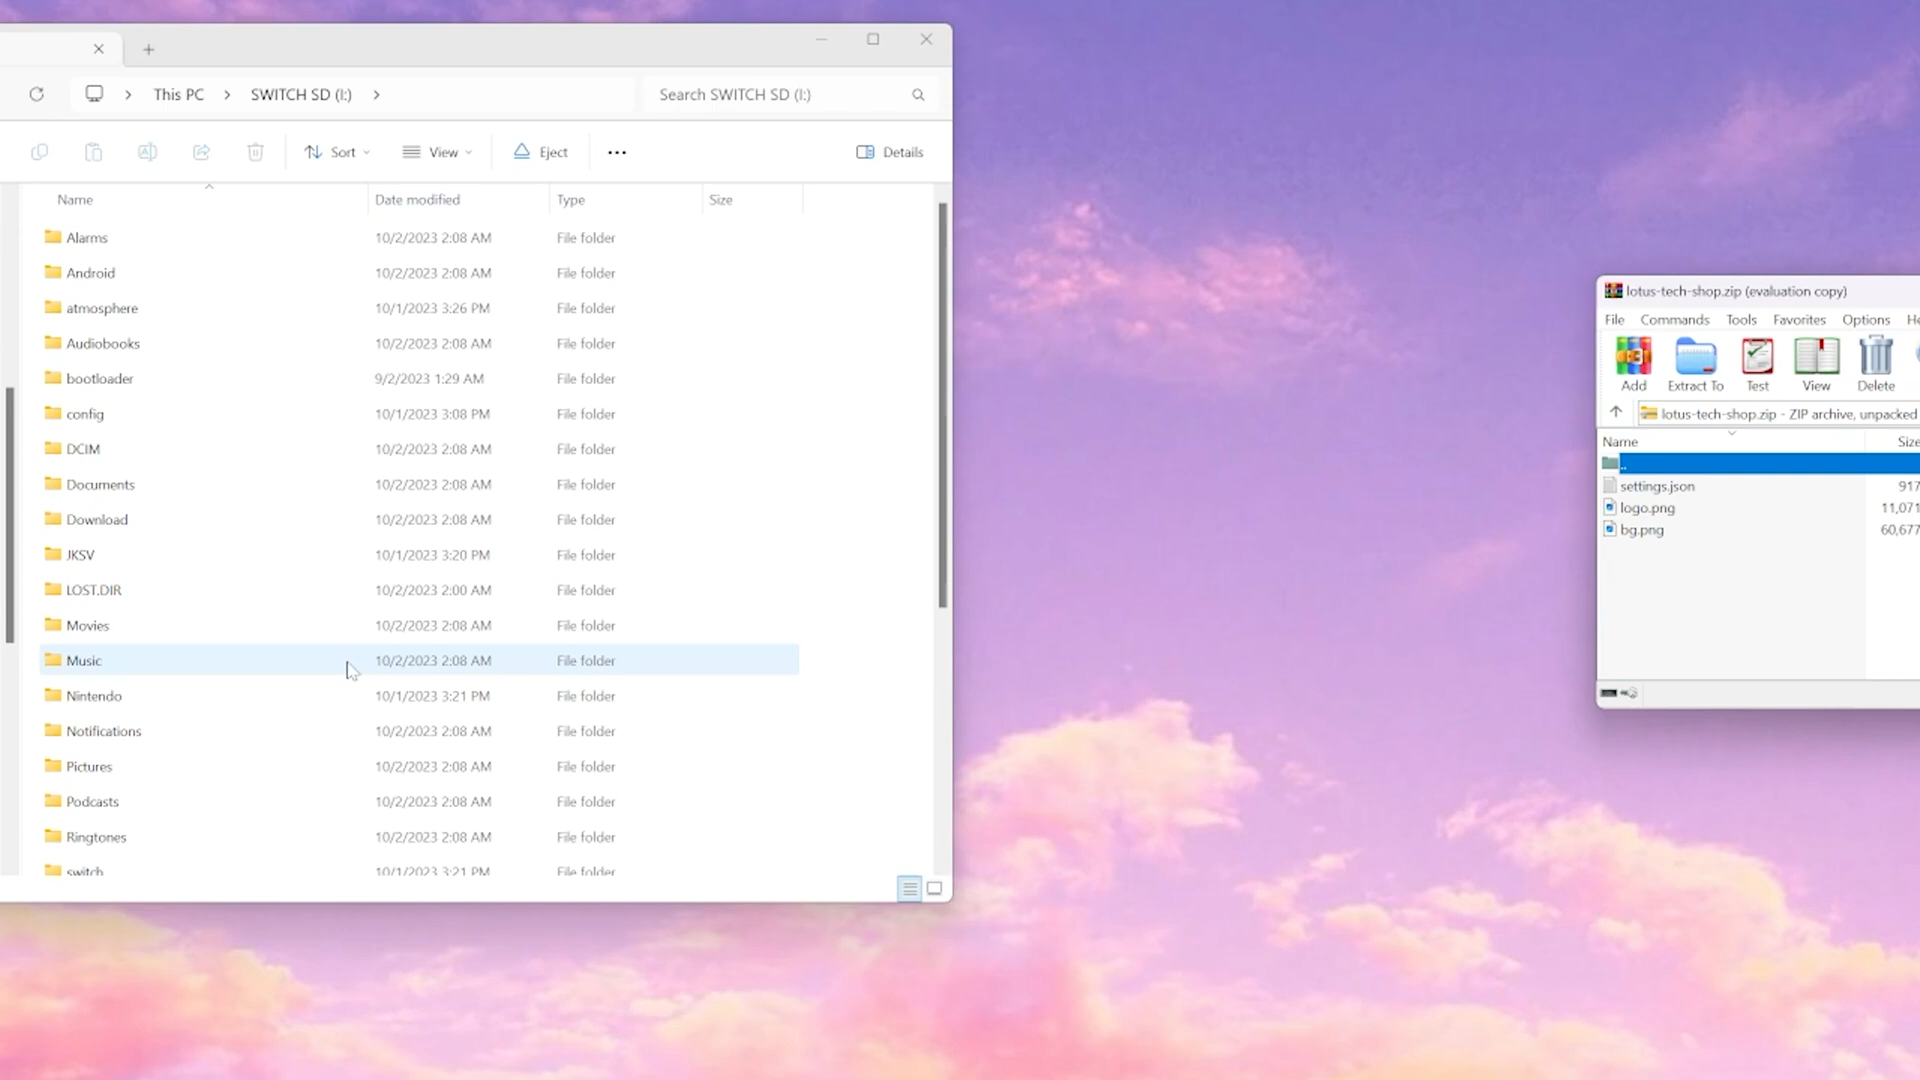 This PC > SWITCH SD (I:) >
Search SWITCH SD (I:)
Sort
View
Eject
Details
Name Date modified Type Size
Alarms 10/2/2023 2:08 AM File folder
Android 10/2/2023 2:08 AM File folder
atmosphere 10/1/2023 3:26 PM File folder
Audiobooks 10/2/2023 2:08 AM File folder
bootloader 9/2/2023 1:29 AM File folder
config 10/1/2023 3:08 PM File folder
DCIM 10/2/2023 2:08 AM File folder
Documents 10/2/2023 2:08 AM File folder
Download 10/2/2023 2:08 AM File folder
JKSV 10/1/2023 3:20 PM File folder
LOST.DIR 10/2/2023 2:00 AM File folder
Movies 10/2/2023 2:08 AM File folder
Music 10/2/2023 2:08 AM File folder
Nintendo 10/1/2023 3:21 PM File folder
Notifications 10/2/2023 2:08 AM File folder
Pictures 10/2/2023 2:08 AM File folder
Podcasts 10/2/2023 2:08 AM File folder
Ringtones 10/2/2023 2:08 AM File folder
switch 10/1/2023 3:21 PM File folder
lotus-tech-shop.zip (evaluation copy)
File Commands Tools Favorites Options He
Add Extract To Test View Delete
lotus-tech-shop.zip - ZIP archive, unpacked
Name Size
..
settings.json 917
logo.png 11,071
bg.png 60,677